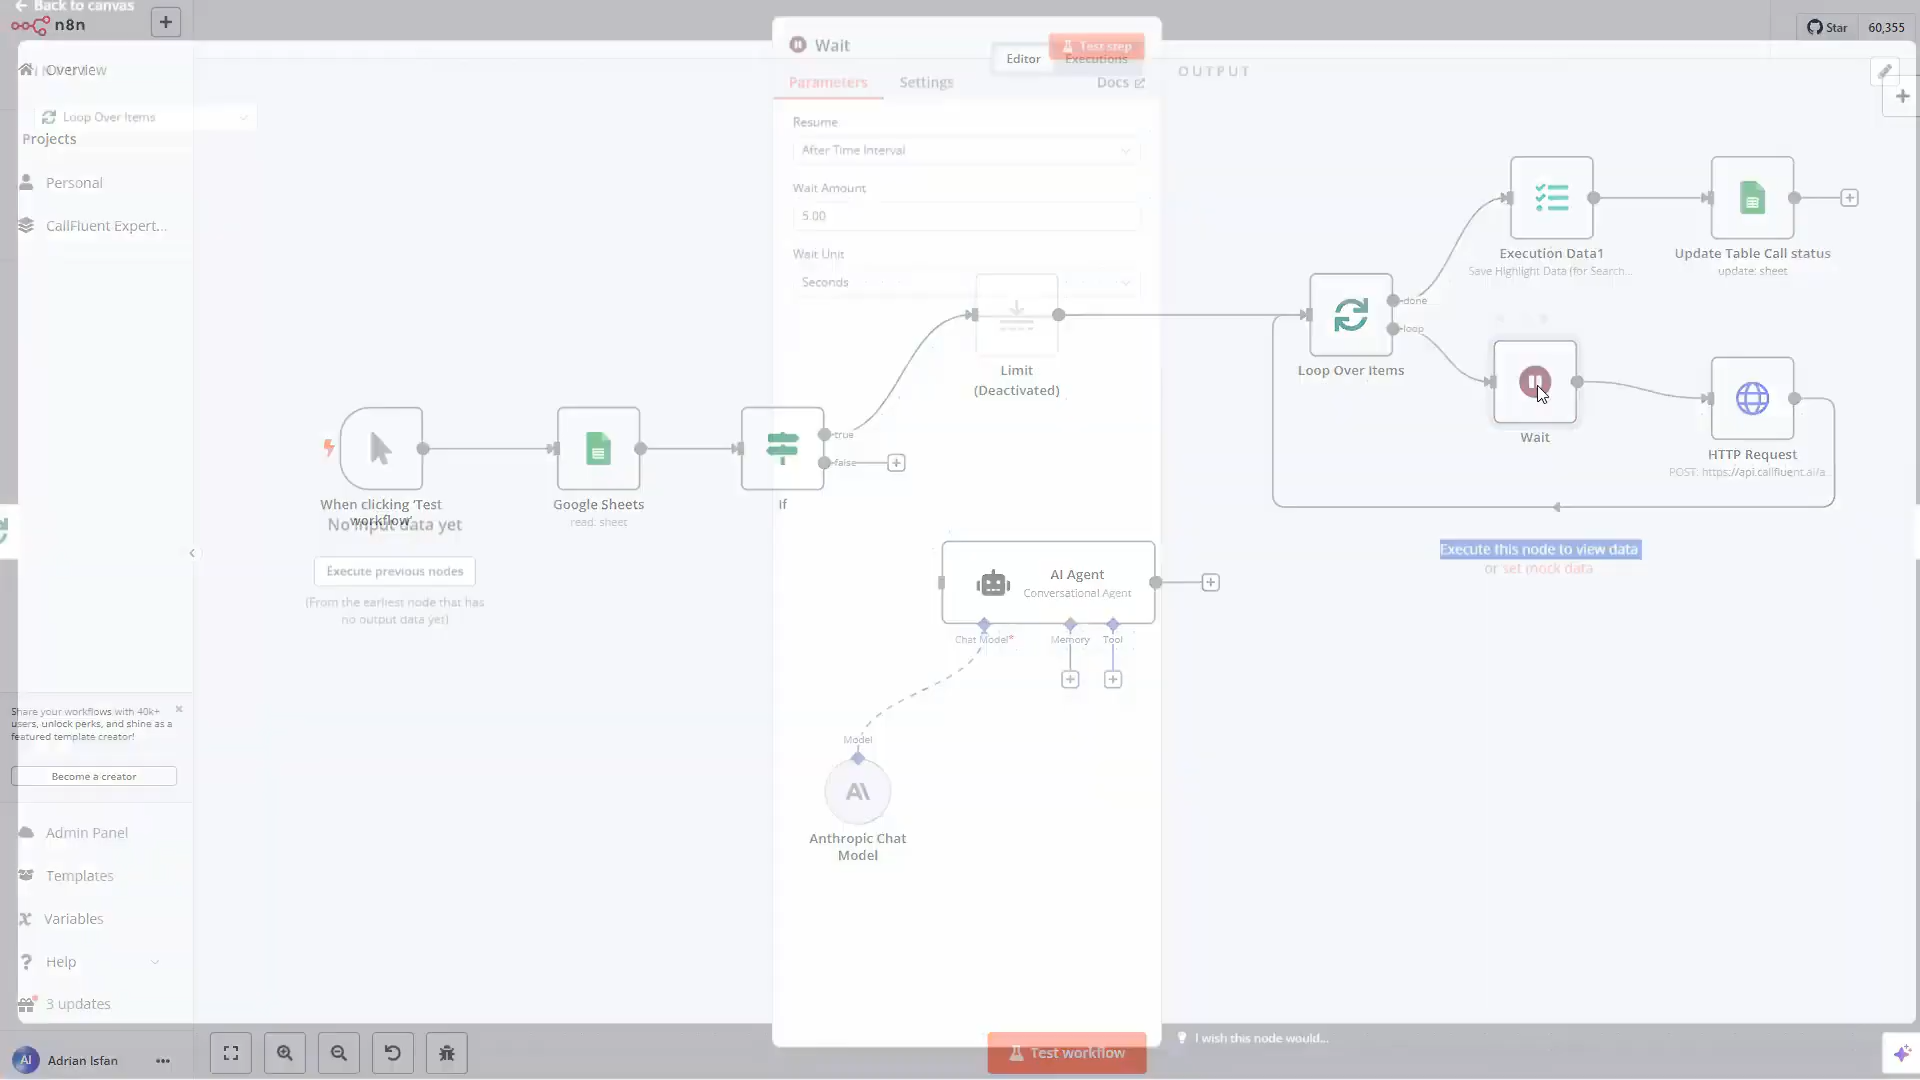 Back to canvas
n8n
Star 60,355
Wait
Test step
Editor
Executions
Parameters
Settings
Docs
OUTPUT
Overview
Loop Over Items
Projects
Personal
CallFluent Expert...
Resume
After Time Interval
Wait Amount
5.00
Wait Unit
Seconds
Execution Data1
Save Highlight Data (for Search...
Update Table Call status
update: sheet
done
loop
Loop Over Items
Limit
(Deactivated)
Wait
HTTP Request
POST: https://api.callfluent.ai/a...
true
false
When clicking ‘Test
workflow’
Google Sheets
read: sheet
If
No input data yet
Execute previous nodes
(From the earliest node that has
no output data yet)
Execute this node to view data
or set mock data
AI Agent
Conversational Agent
Chat Model*
Memory
Tool
Model
Anthropic Chat
Model
Share your workflows with 40k+
users, unlock perks, and shine as a
featured template creator!
Become a creator
Admin Panel
Templates
Variables
Help
3 updates
AI
Adrian Isfan
Test workflow
I wish this node would...